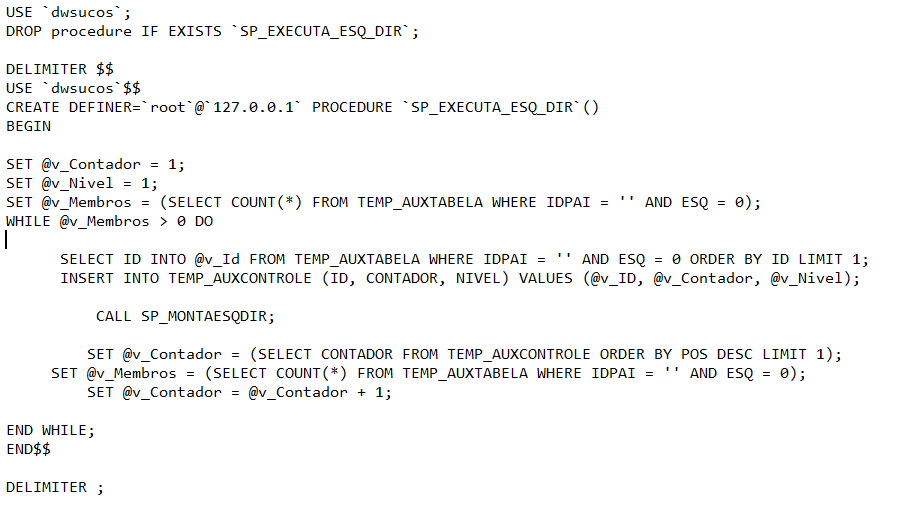 USE `dwsucos`;
DROP procedure IF EXISTS `SP_EXECUTA_ESQ_DIR`;

DELIMITER $$
USE `dwsucos`$$
CREATE DEFINER=`root`@`127.0.0.1` PROCEDURE `SP_EXECUTA_ESQ_DIR`()
BEGIN

SET @v_Contador = 1;
SET @v_Nivel = 1;
SET @v_Membros = (SELECT COUNT(*) FROM TEMP_AUXTABELA WHERE IDPAI = '' AND ESQ = 0);
WHILE @v_Membros > 0 DO

      SELECT ID INTO @v_Id FROM TEMP_AUXTABELA WHERE IDPAI = '' AND ESQ = 0 ORDER BY ID LIMIT 1;
      INSERT INTO TEMP_AUXCONTROLE (ID, CONTADOR, NIVEL) VALUES (@v_ID, @v_Contador, @v_Nivel);

          CALL SP_MONTAESQDIR;

         SET @v_Contador = (SELECT CONTADOR FROM TEMP_AUXCONTROLE ORDER BY POS DESC LIMIT 1);
     SET @v_Membros = (SELECT COUNT(*) FROM TEMP_AUXTABELA WHERE IDPAI = '' AND ESQ = 0);
         SET @v_Contador = @v_Contador + 1;

END WHILE;
END$$

DELIMITER ;